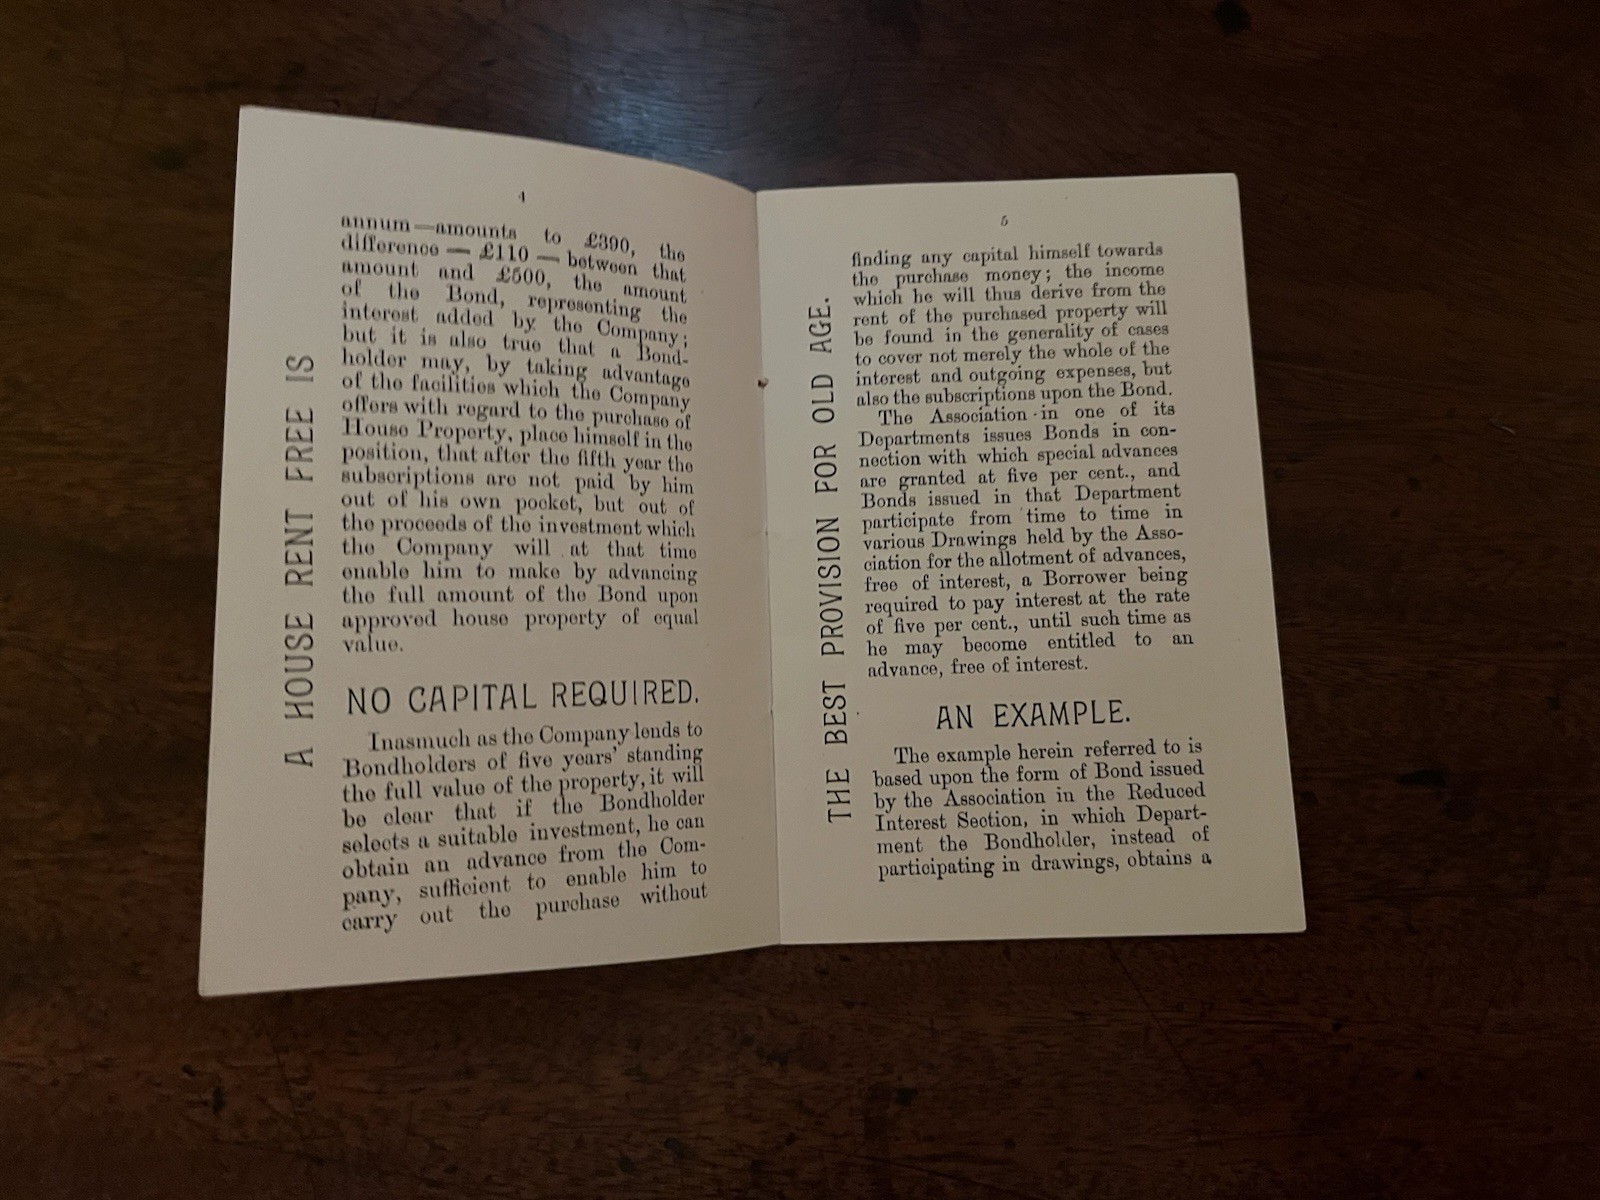 4
A HOUSE RENT FREE IS
annum—amounts to £390, the
difference — £110 — between that
amount and £500, the amount
of the Bond, representing the
interest added by the Company;
but it is also true that a Bond-
holder may, by taking advantage
of the facilities which the Company
offers with regard to the purchase of
House Property, place himself in the
position, that after the fifth year the
subscriptions are not paid by him
out of his own pocket, but out of
the proceeds of the investment which
the Company will at that time
enable him to make by advancing
the full amount of the Bond upon
approved house property of equal
value.
NO CAPITAL REQUIRED.
Inasmuch as the Company lends to
Bondholders of five years' standing
the full value of the property, it will
be clear that if the Bondholder
selects a suitable investment, he can
obtain an advance from the Com-
pany, sufficient to enable him to
carry out the purchase without
5
THE BEST PROVISION FOR OLD AGE.
finding any capital himself towards
the purchase money; the income
which he will thus derive from the
rent of the purchased property will
be found in the generality of cases
to cover not merely the whole of the
interest and outgoing expenses, but
also the subscriptions upon the Bond.
The Association in one of its
Departments issues Bonds in con-
nection with which special advances
are granted at five per cent., and
Bonds issued in that Department
participate from time to time in
various Drawings held by the Asso-
ciation for the allotment of advances,
free of interest, a Borrower being
required to pay interest at the rate
of five per cent., until such time as
he may become entitled to an
advance, free of interest.
AN EXAMPLE.
The example herein referred to is
based upon the form of Bond issued
by the Association in the Reduced
Interest Section, in which Depart-
ment the Bondholder, instead of
participating in drawings, obtains a